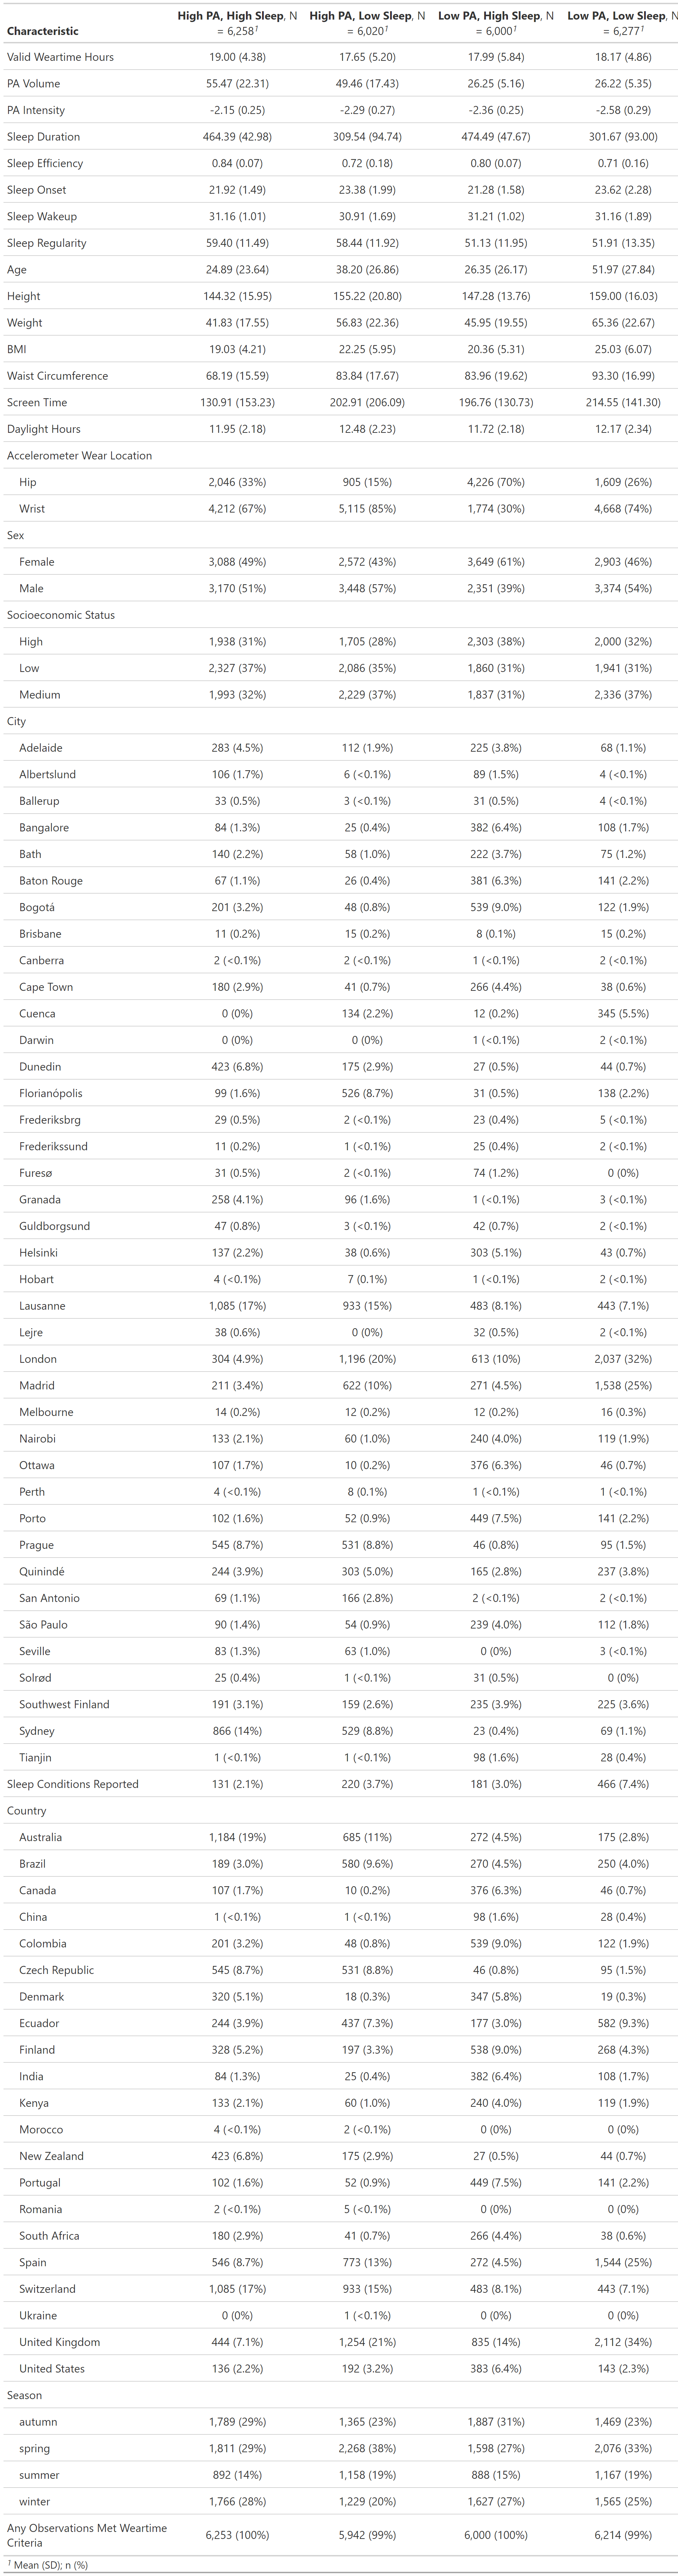 Characteristic High PA, High Sleep, N = 6,258¹ High PA, Low Sleep, N = 6,020¹ Low PA, High Sleep, N = 6,000¹ Low PA, Low Sleep, N = 6,277¹
Valid Weartime Hours 19.00 (4.38) 17.65 (5.20) 17.99 (5.84) 18.17 (4.86)
PA Volume 55.47 (22.31) 49.46 (17.43) 26.25 (5.16) 26.22 (5.35)
PA Intensity -2.15 (0.25) -2.29 (0.27) -2.36 (0.25) -2.58 (0.29)
Sleep Duration 464.39 (42.98) 309.54 (94.74) 474.49 (47.67) 301.67 (93.00)
Sleep Efficiency 0.84 (0.07) 0.72 (0.18) 0.80 (0.07) 0.71 (0.16)
Sleep Onset 21.92 (1.49) 23.38 (1.99) 21.28 (1.58) 23.62 (2.28)
Sleep Wakeup 31.16 (1.01) 30.91 (1.69) 31.21 (1.02) 31.16 (1.89)
Sleep Regularity 59.40 (11.49) 58.44 (11.92) 51.13 (11.95) 51.91 (13.35)
Age 24.89 (23.64) 38.20 (26.86) 26.35 (26.17) 51.97 (27.84)
Height 144.32 (15.95) 155.22 (20.80) 147.28 (13.76) 159.00 (16.03)
Weight 41.83 (17.55) 56.83 (22.36) 45.95 (19.55) 65.36 (22.67)
BMI 19.03 (4.21) 22.25 (5.95) 20.36 (5.31) 25.03 (6.07)
Waist Circumference 68.19 (15.59) 83.84 (17.67) 83.96 (19.62) 93.30 (16.99)
Screen Time 130.91 (153.23) 202.91 (206.09) 196.76 (130.73) 214.55 (141.30)
Daylight Hours 11.95 (2.18) 12.48 (2.23) 11.72 (2.18) 12.17 (2.34)
Accelerometer Wear Location
Hip 2,046 (33%) 905 (15%) 4,226 (70%) 1,609 (26%)
Wrist 4,212 (67%) 5,115 (85%) 1,774 (30%) 4,668 (74%)
Sex
Female 3,088 (49%) 2,572 (43%) 3,649 (61%) 2,903 (46%)
Male 3,170 (51%) 3,448 (57%) 2,351 (39%) 3,374 (54%)
Socioeconomic Status
High 1,938 (31%) 1,705 (28%) 2,303 (38%) 2,000 (32%)
Low 2,327 (37%) 2,086 (35%) 1,860 (31%) 1,941 (31%)
Medium 1,993 (32%) 2,229 (37%) 1,837 (31%) 2,336 (37%)
City
Adelaide 283 (4.5%) 112 (1.9%) 225 (3.8%) 68 (1.1%)
Albertslund 106 (1.7%) 6 (<0.1%) 89 (1.5%) 4 (<0.1%)
Ballerup 33 (0.5%) 3 (<0.1%) 31 (0.5%) 4 (<0.1%)
Bangalore 84 (1.3%) 25 (0.4%) 382 (6.4%) 108 (1.7%)
Bath 140 (2.2%) 58 (1.0%) 222 (3.7%) 75 (1.2%)
Baton Rouge 67 (1.1%) 26 (0.4%) 381 (6.3%) 141 (2.2%)
Bogotá 201 (3.2%) 48 (0.8%) 539 (9.0%) 122 (1.9%)
Brisbane 11 (0.2%) 15 (0.2%) 8 (0.1%) 15 (0.2%)
Canberra 2 (<0.1%) 2 (<0.1%) 1 (<0.1%) 2 (<0.1%)
Cape Town 180 (2.9%) 41 (0.7%) 266 (4.4%) 38 (0.6%)
Cuenca 0 (0%) 134 (2.2%) 12 (0.2%) 345 (5.5%)
Darwin 0 (0%) 0 (0%) 1 (<0.1%) 2 (<0.1%)
Dunedin 423 (6.8%) 175 (2.9%) 27 (0.5%) 44 (0.7%)
Florianópolis 99 (1.6%) 526 (8.7%) 31 (0.5%) 138 (2.2%)
Frederiksbrg 29 (0.5%) 2 (<0.1%) 23 (0.4%) 5 (<0.1%)
Frederikssund 11 (0.2%) 1 (<0.1%) 25 (0.4%) 2 (<0.1%)
Furesø 31 (0.5%) 2 (<0.1%) 74 (1.2%) 0 (0%)
Granada 258 (4.1%) 96 (1.6%) 1 (<0.1%) 3 (<0.1%)
Guldborgsund 47 (0.8%) 3 (<0.1%) 42 (0.7%) 2 (<0.1%)
Helsinki 137 (2.2%) 38 (0.6%) 303 (5.1%) 43 (0.7%)
Hobart 4 (<0.1%) 7 (0.1%) 1 (<0.1%) 2 (<0.1%)
Lausanne 1,085 (17%) 933 (15%) 483 (8.1%) 443 (7.1%)
Lejre 38 (0.6%) 0 (0%) 32 (0.5%) 2 (<0.1%)
London 304 (4.9%) 1,196 (20%) 613 (10%) 2,037 (32%)
Madrid 211 (3.4%) 622 (10%) 271 (4.5%) 1,538 (25%)
Melbourne 14 (0.2%) 12 (0.2%) 12 (0.2%) 16 (0.3%)
Nairobi 133 (2.1%) 60 (1.0%) 240 (4.0%) 119 (1.9%)
Ottawa 107 (1.7%) 10 (0.2%) 376 (6.3%) 46 (0.7%)
Perth 4 (<0.1%) 8 (0.1%) 1 (<0.1%) 1 (<0.1%)
Porto 102 (1.6%) 52 (0.9%) 449 (7.5%) 141 (2.2%)
Prague 545 (8.7%) 531 (8.8%) 46 (0.8%) 95 (1.5%)
Quinindé 244 (3.9%) 303 (5.0%) 165 (2.8%) 237 (3.8%)
San Antonio 69 (1.1%) 166 (2.8%) 2 (<0.1%) 2 (<0.1%)
São Paulo 90 (1.4%) 54 (0.9%) 239 (4.0%) 112 (1.8%)
Seville 83 (1.3%) 63 (1.0%) 0 (0%) 3 (<0.1%)
Solrød 25 (0.4%) 1 (<0.1%) 31 (0.5%) 0 (0%)
Southwest Finland 191 (3.1%) 159 (2.6%) 235 (3.9%) 225 (3.6%)
Sydney 866 (14%) 529 (8.8%) 23 (0.4%) 69 (1.1%)
Tianjin 1 (<0.1%) 1 (<0.1%) 98 (1.6%) 28 (0.4%)
Sleep Conditions Reported 131 (2.1%) 220 (3.7%) 181 (3.0%) 466 (7.4%)
Country
Australia 1,184 (19%) 685 (11%) 272 (4.5%) 175 (2.8%)
Brazil 189 (3.0%) 580 (9.6%) 270 (4.5%) 250 (4.0%)
Canada 107 (1.7%) 10 (0.2%) 376 (6.3%) 46 (0.7%)
China 1 (<0.1%) 1 (<0.1%) 98 (1.6%) 28 (0.4%)
Colombia 201 (3.2%) 48 (0.8%) 539 (9.0%) 122 (1.9%)
Czech Republic 545 (8.7%) 531 (8.8%) 46 (0.8%) 95 (1.5%)
Denmark 320 (5.1%) 18 (0.3%) 347 (5.8%) 19 (0.3%)
Ecuador 244 (3.9%) 437 (7.3%) 177 (3.0%) 582 (9.3%)
Finland 328 (5.2%) 197 (3.3%) 538 (9.0%) 268 (4.3%)
India 84 (1.3%) 25 (0.4%) 382 (6.4%) 108 (1.7%)
Kenya 133 (2.1%) 60 (1.0%) 240 (4.0%) 119 (1.9%)
Morocco 4 (<0.1%) 2 (<0.1%) 0 (0%) 0 (0%)
New Zealand 423 (6.8%) 175 (2.9%) 27 (0.5%) 44 (0.7%)
Portugal 102 (1.6%) 52 (0.9%) 449 (7.5%) 141 (2.2%)
Romania 2 (<0.1%) 5 (<0.1%) 0 (0%) 0 (0%)
South Africa 180 (2.9%) 41 (0.7%) 266 (4.4%) 38 (0.6%)
Spain 546 (8.7%) 773 (13%) 272 (4.5%) 1,544 (25%)
Switzerland 1,085 (17%) 933 (15%) 483 (8.1%) 443 (7.1%)
Ukraine 0 (0%) 1 (<0.1%) 0 (0%) 0 (0%)
United Kingdom 444 (7.1%) 1,254 (21%) 835 (14%) 2,112 (34%)
United States 136 (2.2%) 192 (3.2%) 383 (6.4%) 143 (2.3%)
Season
autumn 1,789 (29%) 1,365 (23%) 1,887 (31%) 1,469 (23%)
spring 1,811 (29%) 2,268 (38%) 1,598 (27%) 2,076 (33%)
summer 892 (14%) 1,158 (19%) 888 (15%) 1,167 (19%)
winter 1,766 (28%) 1,229 (20%) 1,627 (27%) 1,565 (25%)
Any Observations Met Weartime Criteria 6,253 (100%) 5,942 (99%) 6,000 (100%) 6,214 (99%)
¹ Mean (SD); n (%)